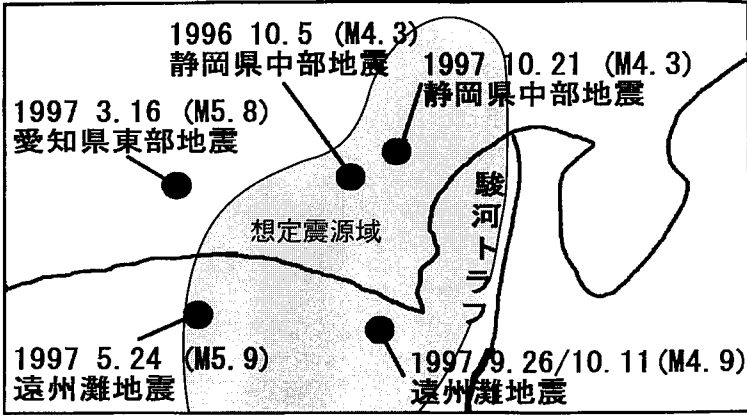 1996 10.5 (M4.3)
静岡県中部地震
1997 10.21 (M4.3)
静岡県中部地震
1997 3.16 (M5.8)
愛知県東部地震
駿河トラフ
想定震源域
1997 5.24 (M5.9)
遠州灘地震
1997/9.26/10.11(M4.9)
遠州灘地震